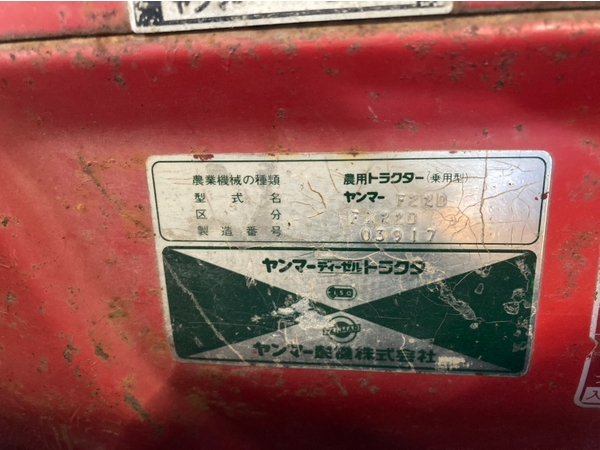 農業機械の種類 農用トラクター(乗用型)
型式名 ヤンマー F22D
区分 FX22D
製造番号 03917
ヤンマーディーゼルトラクタ
ヤンマー農機株式会社
入